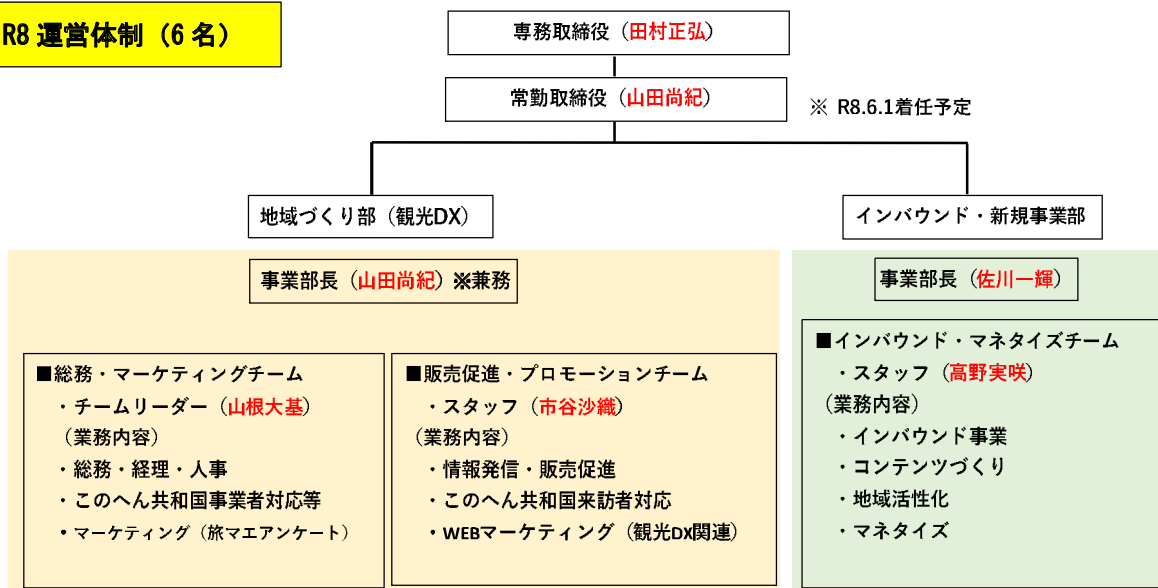 R8 運営体制（6 名）
専務取締役（田村正弘）
常勤取締役（山田尚紀）
※ R8.6.1着任予定
地域づくり部（観光DX）
事業部長（山田尚紀）※兼務
■総務・マーケティングチーム
・チームリーダー（山根大基）
（業務内容）
・総務・経理・人事
・このへん共和国事業者対応等
・マーケティング（旅マエアンケート）
■販売促進・プロモーションチーム
・スタッフ（市谷沙織）
（業務内容）
・情報発信・販売促進
・このへん共和国来訪者対応
・WEBマーケティング（観光DX関連）
インバウンド・新規事業部
事業部長（佐川一輝）
■インバウンド・マネタイズチーム
・スタッフ（高野実咲）
（業務内容）
・インバウンド事業
・コンテンツづくり
・地域活性化
・マネタイズ